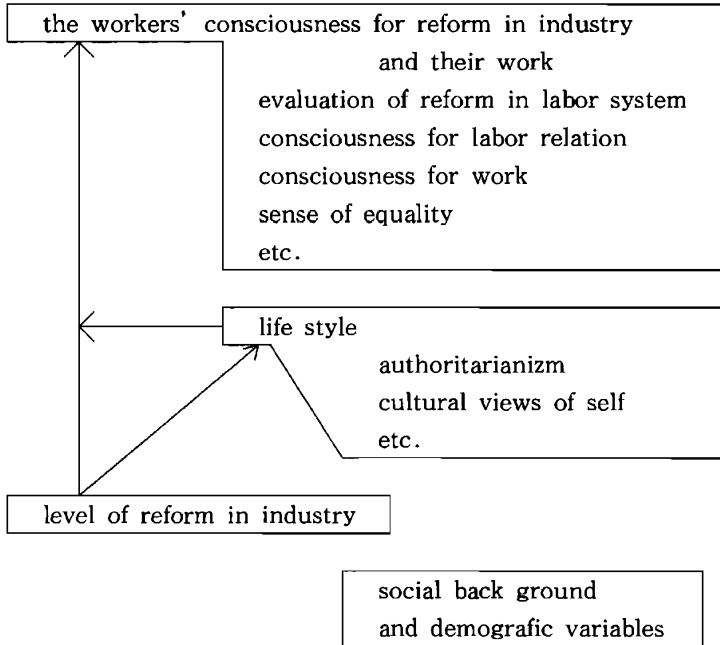 the workers' consciousness for reform in industry
and their work
evaluation of reform in labor system
consciousness for labor relation
consciousness for work
sense of equality
etc.
life style
authoritarianizm
cultural views of self
etc.
level of reform in industry
social back ground
and demografic variables